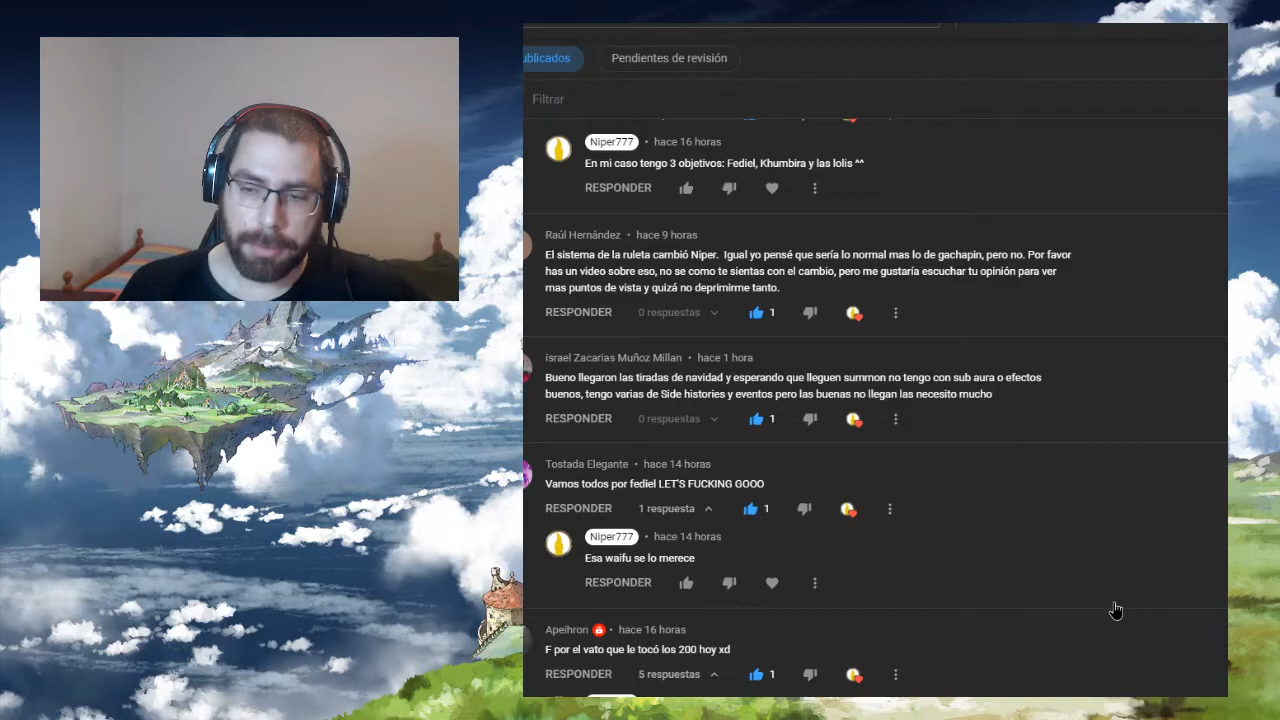 ublicados
Pendientes de revisión
Filtrar
Niper777 • hace 16 horas
En mi caso tengo 3 objetivos: Fediel, Khumbira y las lolis ^^
RESPONDER
Raúl Hernández • hace 9 horas
El sistema de la ruleta cambió Niper. Igual yo pensé que sería lo normal mas lo de gachapin, pero no. Por favor
has un video sobre eso, no se como te sientas con el cambio, pero me gustaría escuchar tu opinión para ver
mas puntos de vista y quizá no deprimirme tanto.
RESPONDER 0 respuestas 1
israel Zacarias Muñoz Millan • hace 1 hora
Bueno llegaron las tiradas de navidad y esperando que lleguen summon no tengo con sub aura o efectos
buenos, tengo varias de Side histories y eventos pero las buenas no llegan las necesito mucho
RESPONDER 0 respuestas 1
Tostada Elegante • hace 14 horas
Vamos todos por fediel LET'S FUCKING GOOO
RESPONDER 1 respuesta 1
Niper777 • hace 14 horas
Esa waifu se lo merece
RESPONDER
Apeihron • hace 16 horas
F por el vato que le tocó los 200 hoy xd
RESPONDER 5 respuestas 1